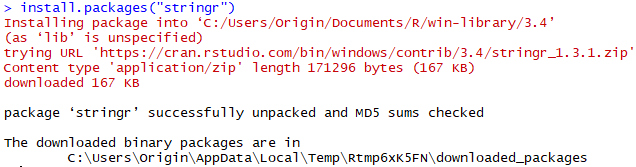 > install.packages("stringr")
Installing package into ‘C:/Users/Origin/Documents/R/win-library/3.4’
(as ‘lib’ is unspecified)
trying URL 'https://cran.rstudio.com/bin/windows/contrib/3.4/stringr_1.3.1.zip'
Content type 'application/zip' length 171296 bytes (167 KB)
downloaded 167 KB
package ‘stringr’ successfully unpacked and MD5 sums checked
The downloaded binary packages are in
C:\Users\Origin\AppData\Local\Temp\Rtmp6xK5FN\downloaded_packages